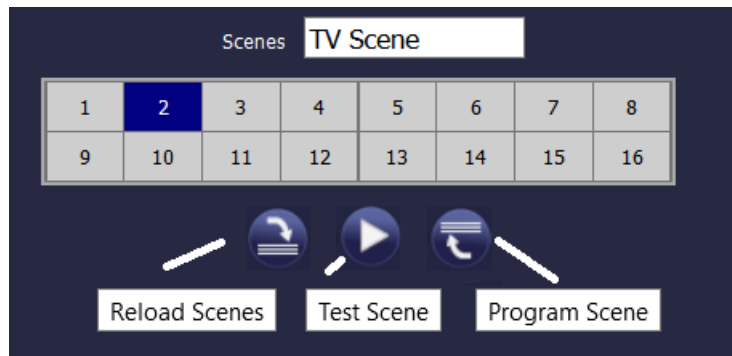 Scenes TV Scene
1 2 3 4 5 6 7 8
9 10 11 12 13 14 15 16
Reload Scenes Test Scene Program Scene